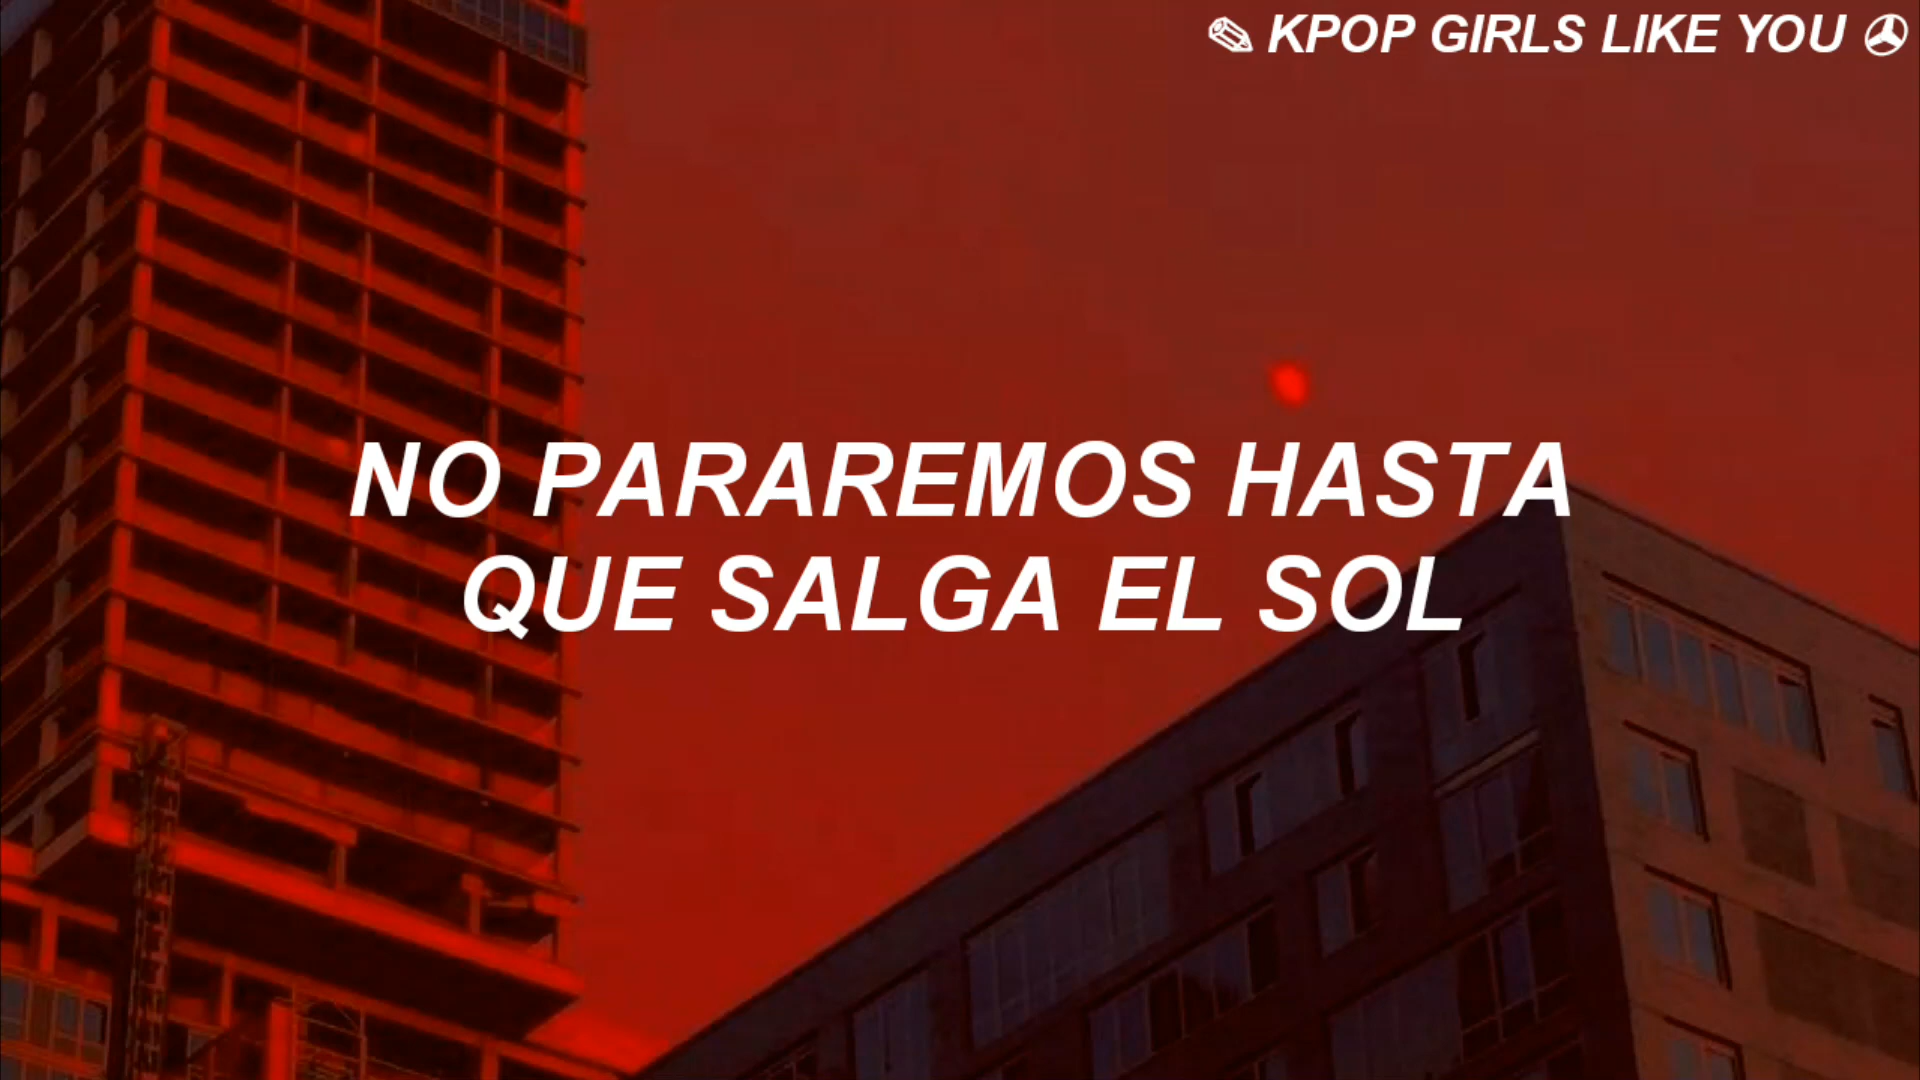 ✎ KPOP GIRLS LIKE YOU ✇
NO PARAREMOS HASTA
QUE SALGA EL SOL